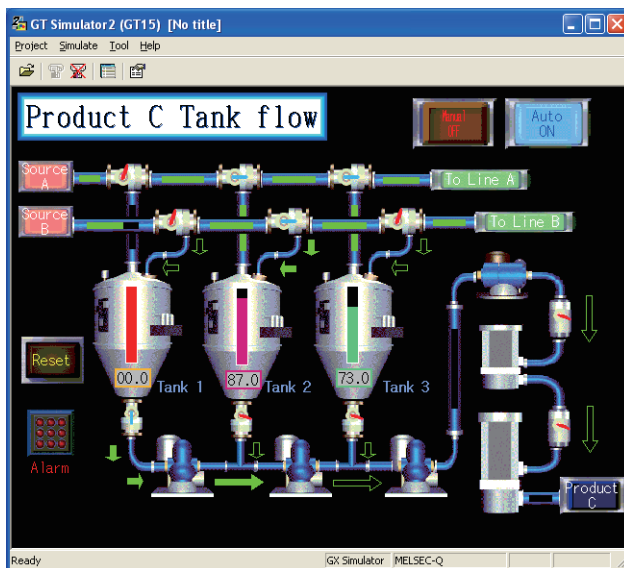 GT Simulator2 (GT15) [No title]
Project Simulate Tool Help
Product C Tank flow
Manual
OFF
Auto
ON
Source
A
To Line A
Source
B
To Line B
Reset
00.0
Tank 1
87.0
Tank 2
73.0
Tank 3
Alarm
Product
C
Ready
GX Simulator
MELSEC-Q